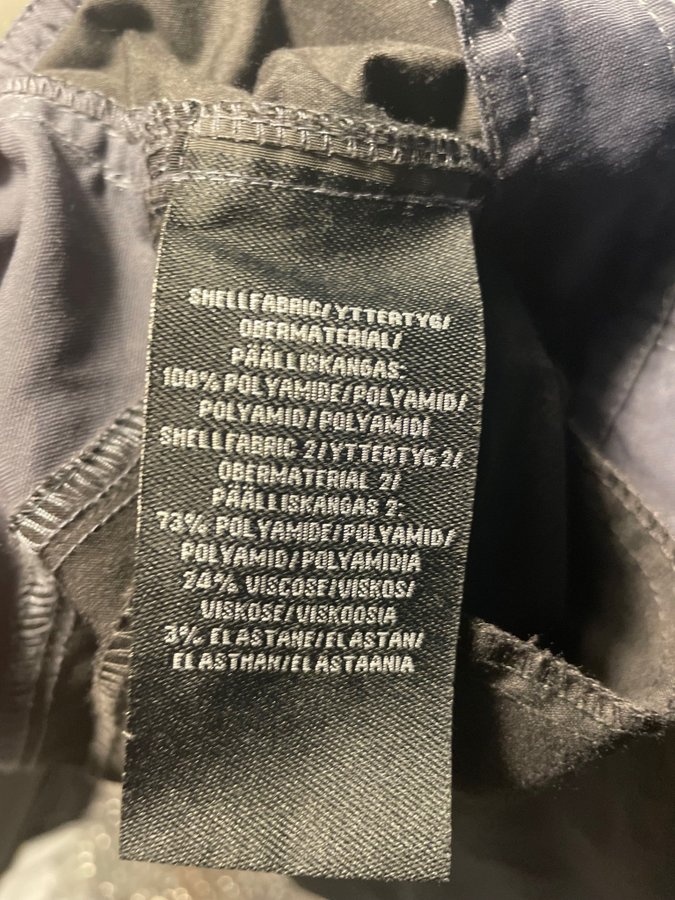 SHELLFABRIC/YTTERTYG/
OBERMATERIAL/
PÄÄLLISKANGAS:
100% POLYAMIDE/POLYAMID/
POLYAMID/POLYAMIDI
SHELLFABRIC 2/YTTERTYG 2/
OBERMATERIAL 2/
PÄÄLLISKANGAS 2:
73% POLYAMIDE/POLYAMID/
POLYAMID/POLYAMIDIA
24% VISCOSE/VISKOS/
VISKOSE/VISKOOSIA
3% ELASTANE/ELASTAN/
ELASTHAN/ELASTAANIA